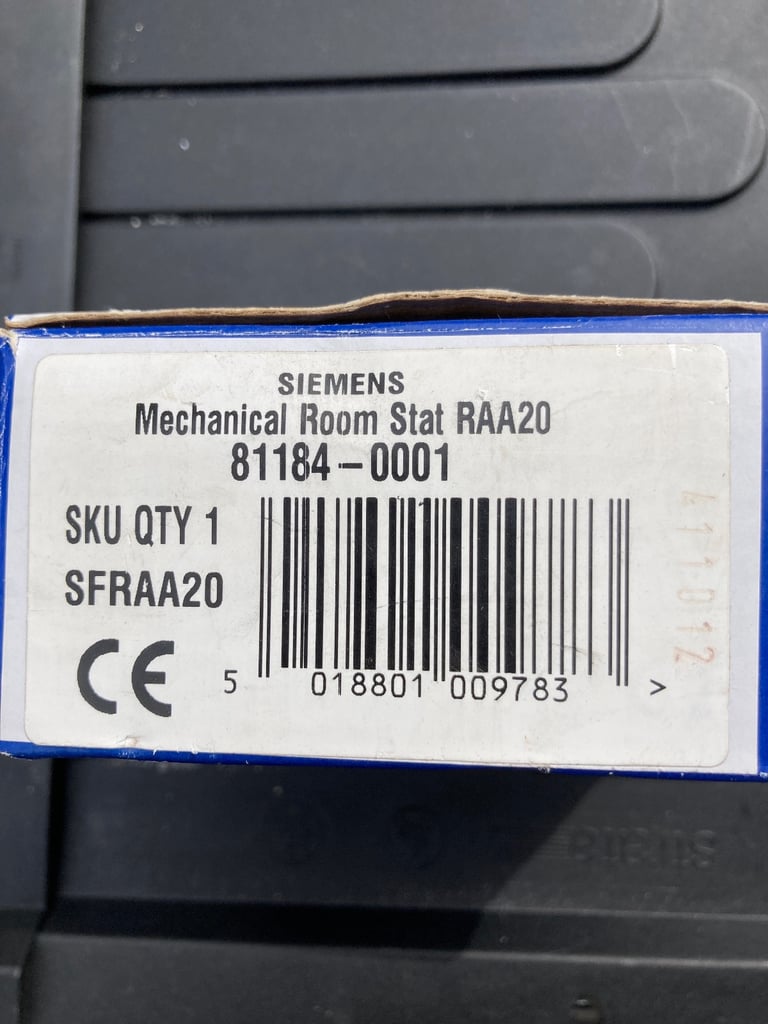 SIEMENS
Mechanical Room Stat RAA20
81184-0001
SKU QTY 1
SFRAA20
CE
5 018801 009783 >